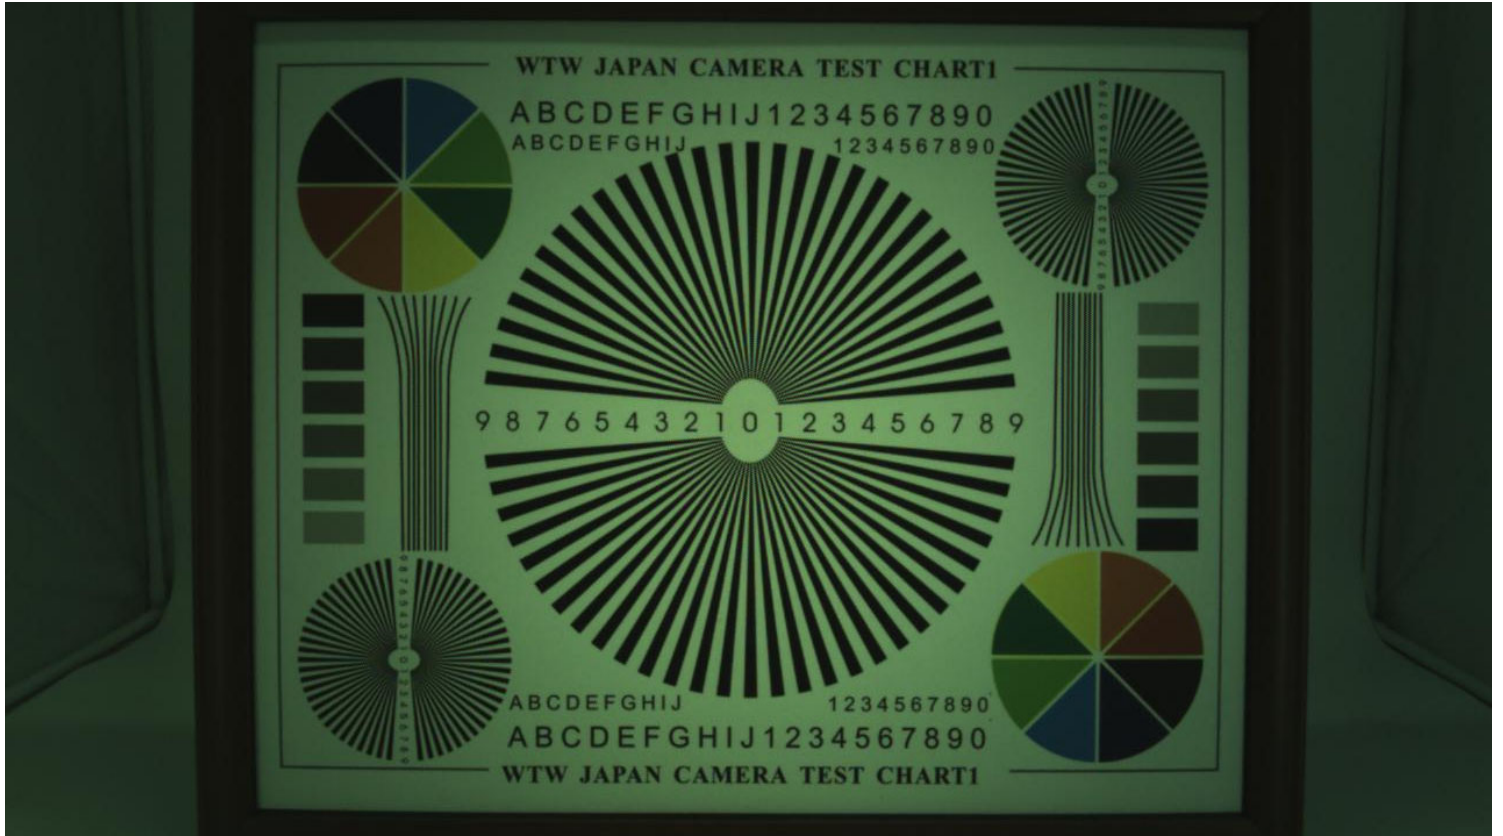 WTW JAPAN CAMERA TEST CHART1
ABCDEFGHIJ1234567890
ABCDEFGHIJ 1234567890
9 8 7 6 5 4 3 2 1 0 1 2 3 4 5 6 7 8 9
ABCDEFGHIJ 1234567890
ABCDEFGHIJ1234567890
WTW JAPAN CAMERA TEST CHART1